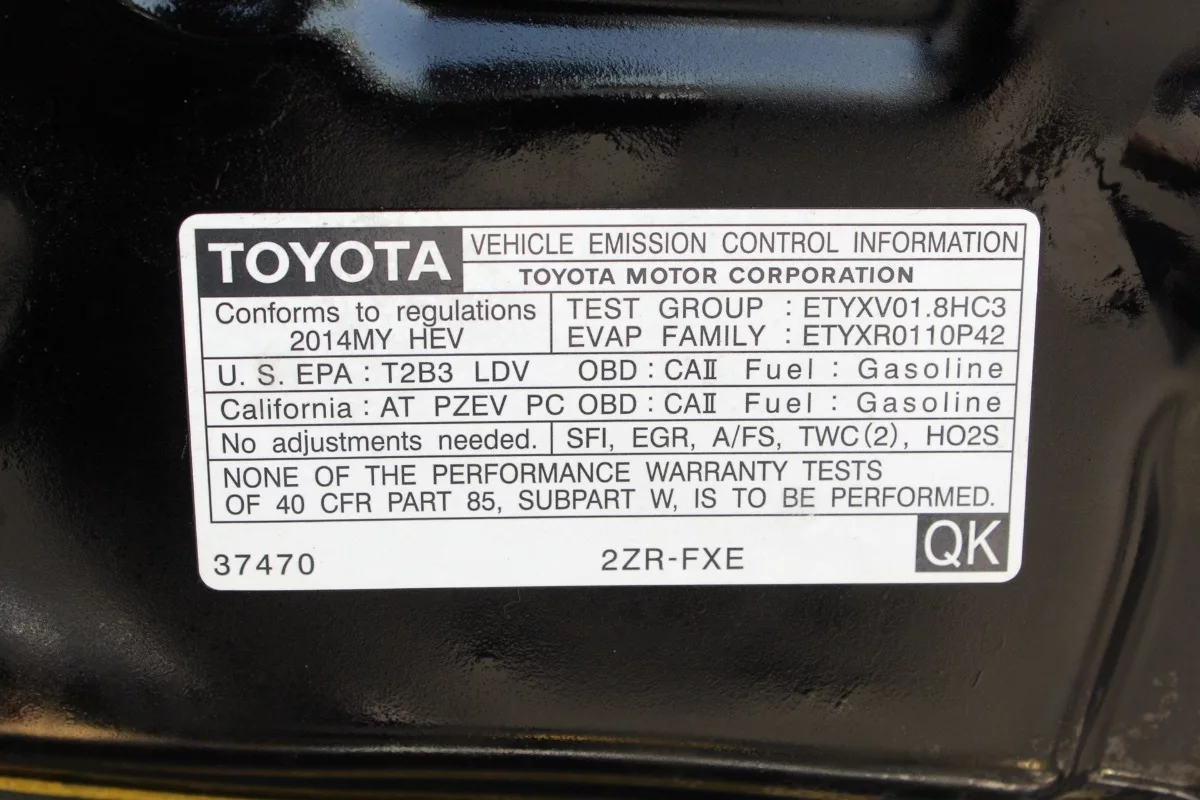 TOYOTA VEHICLE EMISSION CONTROL INFORMATION
TOYOTA MOTOR CORPORATION
Conforms to regulations
2014MY HEV
TEST GROUP : ETYXV01.8HC3
EVAP FAMILY : ETYXR0110P42
U. S. EPA : T2B3 LDV OBD : CAⅡ Fuel : Gasoline
California : AT PZEV PC OBD : CAⅡ Fuel : Gasoline
No adjustments needed. SFI, EGR, A/FS, TWC(2), HO2S
NONE OF THE PERFORMANCE WARRANTY TESTS
OF 40 CFR PART 85, SUBPART W, IS TO BE PERFORMED.
37470 2ZR-FXE QK